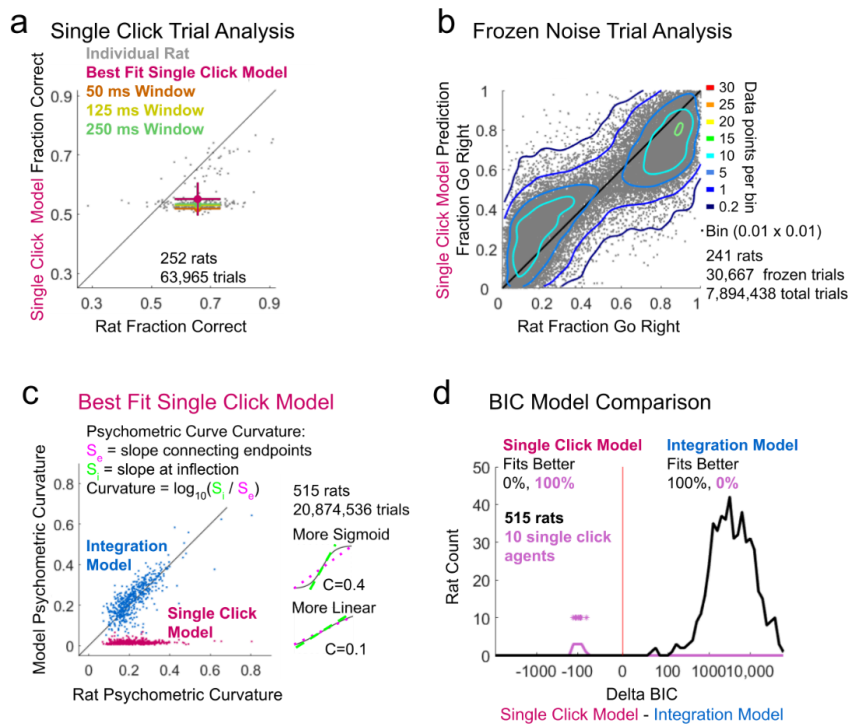 a
Single Click Trial Analysis
Individual Rat
Best Fit Single Click Model
50 ms Window
125 ms Window
250 ms Window
Single Click Model Fraction Correct
0.9
0.7
0.5
0.3
252 rats
63,965 trials
0.3 0.5 0.7 0.9
Rat Fraction Correct
b
Frozen Noise Trial Analysis
Single Click Model Prediction
Fraction Go Right
1
0.8
0.6
0.4
0.2
0
0 0.2 0.4 0.6 0.8 1
Rat Fraction Go Right
30
25
20
15
10
5
1
0.2
Data points per bin
Bin (0.01 x 0.01)
241 rats
30,667 frozen trials
7,894,438 total trials
c
Best Fit Single Click Model
Psychometric Curve Curvature:
Se = slope connecting endpoints
Si = slope at inflection
Curvature = log10(Si / Se)
Model Psychometric Curvature
0.8
0.6
0.4
0.2
0
Integration
Model
Single Click
Model
0 0.2 0.4 0.6 0.8
Rat Psychometric Curvature
515 rats
20,874,536 trials
More Sigmoid
C=0.4
More Linear
C=0.1
d
BIC Model Comparison
Single Click Model
Fits Better
0%, 100%
Integration Model
Fits Better
100%, 0%
515 rats
10 single click
agents
Rat Count
50
40
30
20
10
0
-1000 -100 0 100 100010,000
Delta BIC
Single Click Model - Integration Model